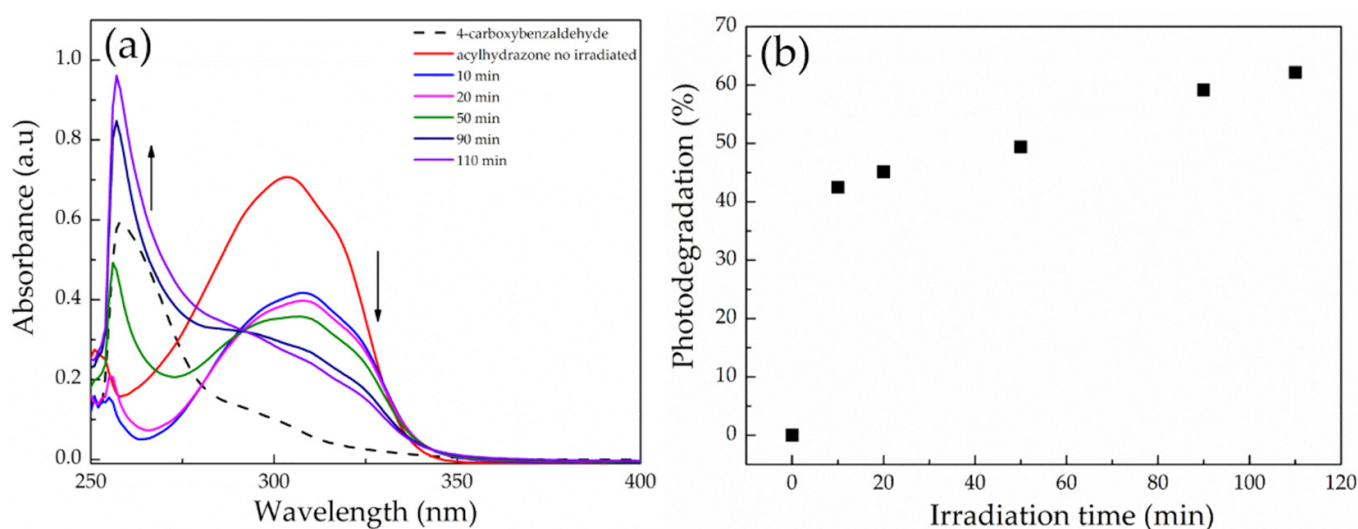 (a)
4-carboxybenzaldehyde
acylhydrazone no irradiated
10 min
20 min
50 min
90 min
110 min
1.0
0.8
0.6
0.4
0.2
0.0
Absorbance (a.u)
250
300
350
400
Wavelength (nm)
(b)
70
60
50
40
30
20
10
0
Photodegradation (%)
0
20
40
60
80
100
120
Irradiation time (min)